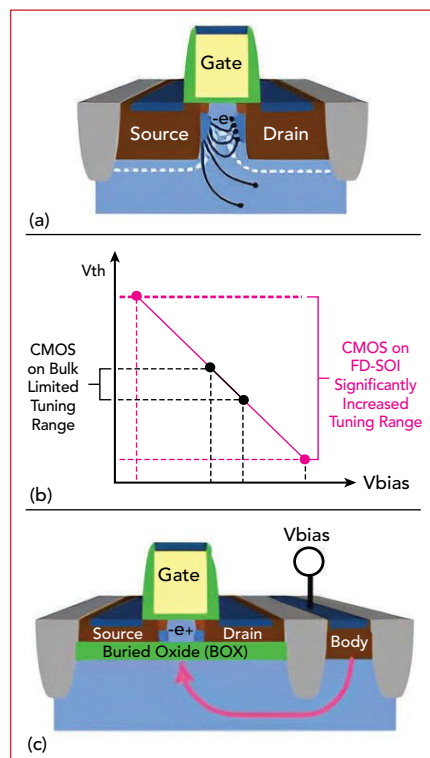 Gate
-e-
Source
Drain
(a)
Vth
CMOS
on Bulk
Limited
Tuning
Range
CMOS on
FD-SOI
Significantly
Increased
Tuning Range
(b)
Vbias
Vbias
Gate
-e+
Source
Drain
Body
Buried Oxide (BOX)
(c)